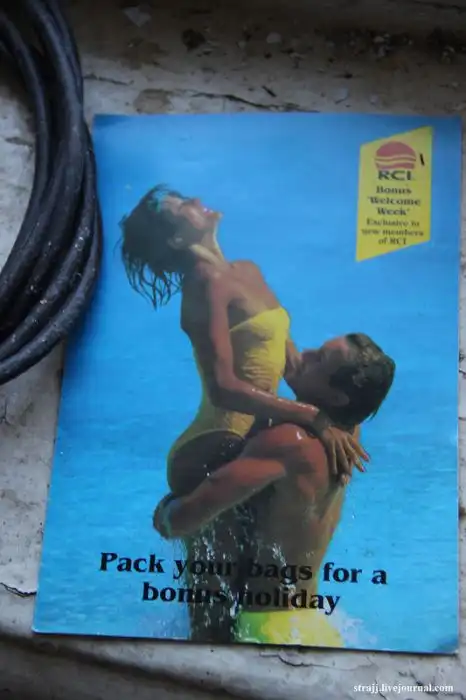 RCI
Bonus
'Welcome
Week'
Exclusive to
new members
of RCI
Pack your bags for a
bonus holiday
strajj.livejournal.com